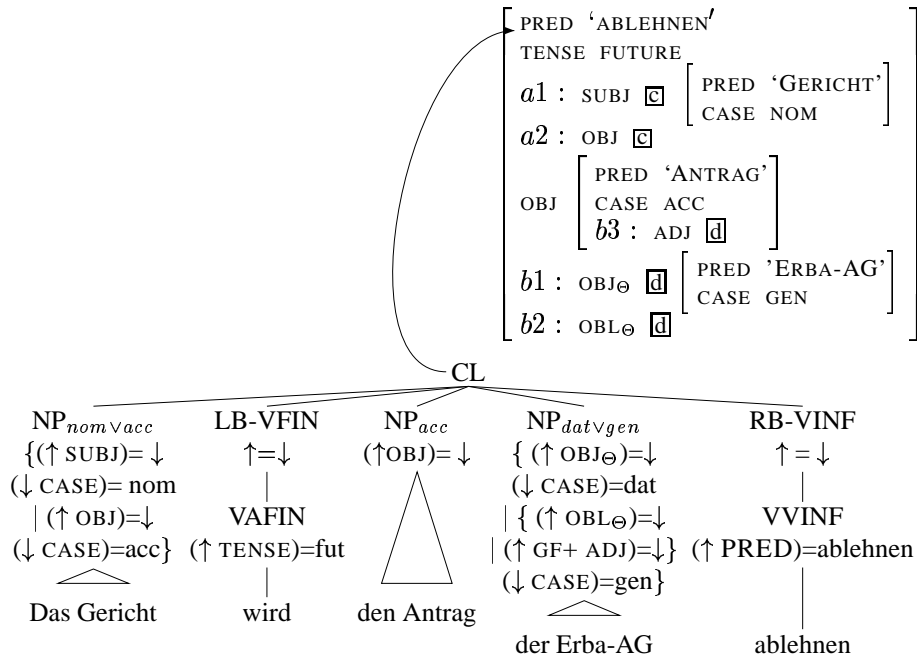 PRED ‘ABLEHNEN′
TENSE FUTURE
a1 : SUBJ c PRED ‘GERICHT’
CASE NOM
a2 : OBJ c
OBJ PRED ‘ANTRAG’
CASE ACC
b3 : ADJ d
b1 : OBJΘ d PRED ’ERBA-AG’
CASE GEN
b2 : OBLΘ d
CL
NPnom∨acc LB-VFIN NPacc NPdat∨gen RB-VINF
{(↑ SUBJ)= ↓ ↑=↓ (↑OBJ)= ↓ { (↑ OBJΘ)=↓ ↑ = ↓
(↓ CASE)= nom (↓ CASE)=dat
| (↑ OBJ)=↓ VAFIN | { (↑ OBLΘ)=↓ VVINF
(↓ CASE)=acc} (↑ TENSE)=fut | (↑ GF+ ADJ)=↓} (↑ PRED)=ablehnen
(↓ CASE)=gen}
Das Gericht wird den Antrag
der Erba-AG ablehnen